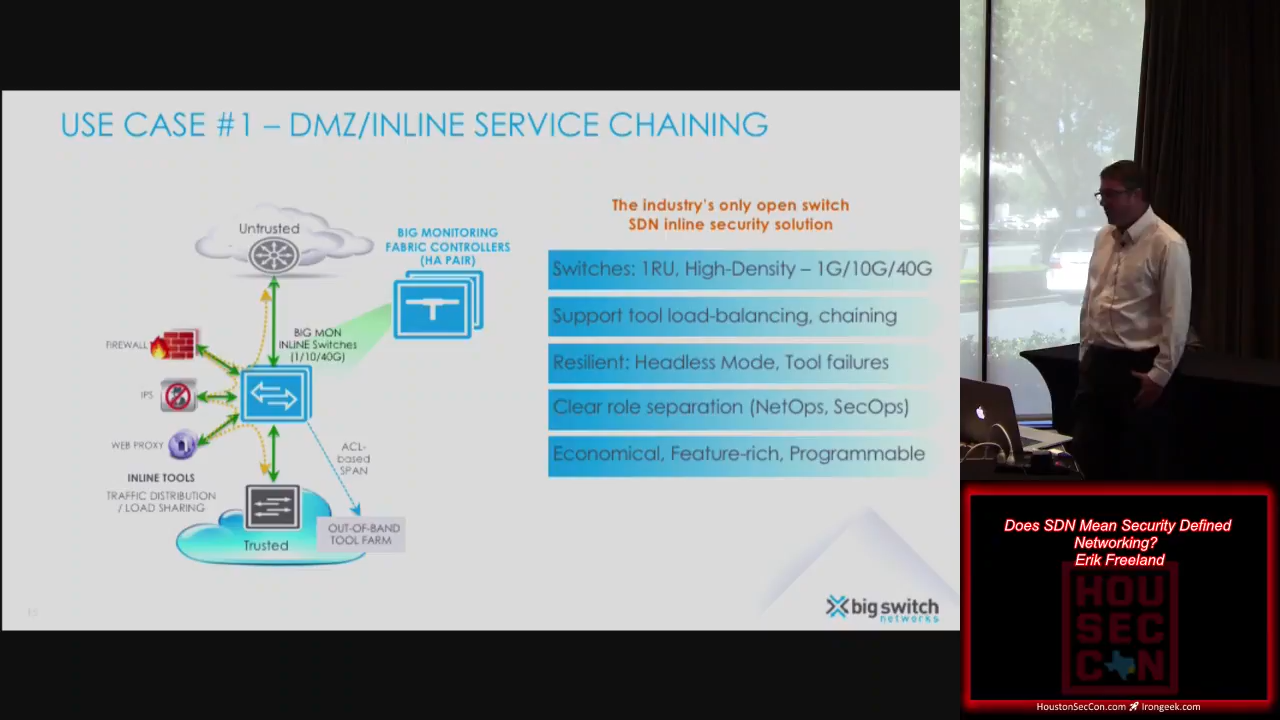 USE CASE #1 – DMZ/INLINE SERVICE CHAINING
Untrusted
BIG MONITORING
FABRIC CONTROLLERS
(HA PAIR)
BIG MON
INLINE Switches
(1/10/40G)
FIREWALL
IPS
WEB PROXY
INLINE TOOLS
TRAFFIC DISTRIBUTION
/ LOAD SHARING
ACL-
based
SPAN
OUT-OF-BAND
TOOL FARM
Trusted
The industry's only open switch
SDN inline security solution
Switches: 1RU, High-Density – 1G/10G/40G
Support tool load-balancing, chaining
Resilient: Headless Mode, Tool failures
Clear role separation (NetOps, SecOps)
Economical, Feature-rich, Programmable
big switch
networks
Does SDN Mean Security Defined
Networking?
Erik Freeland
HOU
SEC
CON
HoustonSecCon.com Irongeek.com